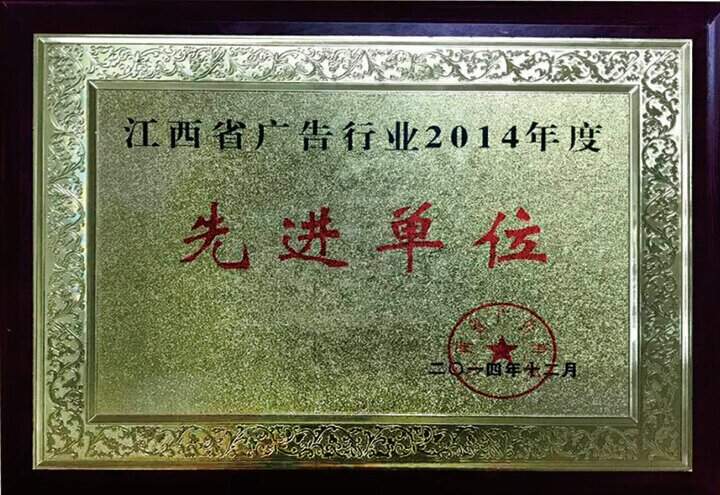 江西省广告行业2014年度
先进单位
二〇一四年十二月